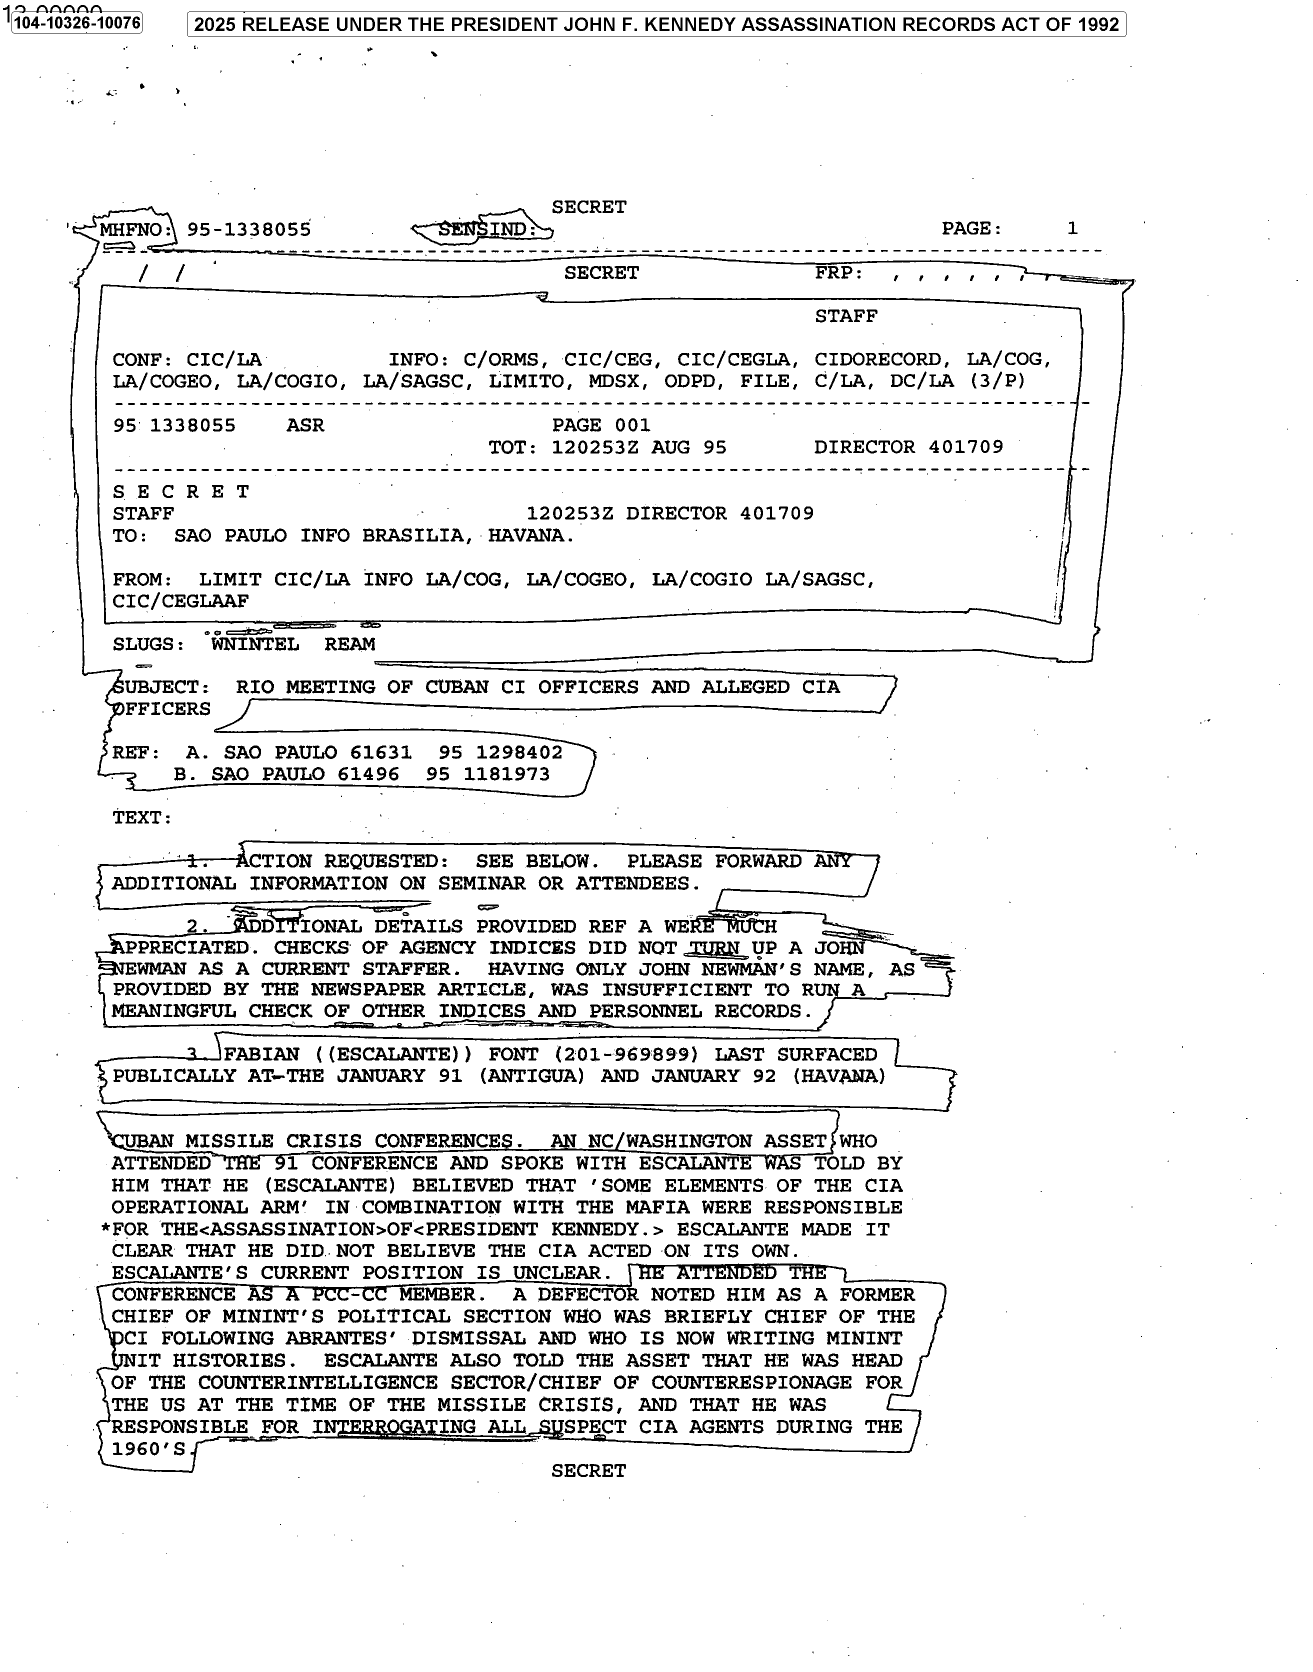 104-10326-10076
2025 RELEASE UNDER THE PRESIDENT JOHN F. KENNEDY ASSASSINATION RECORDS ACT OF 1992
SECRET
MHFNO: 95-1338055 SENSIND: PAGE: 1
/ / SECRET FRP: , , , , , , ,
STAFF
CONF: CIC/LA INFO: C/ORMS, CIC/CEG, CIC/CEGLA, CIDORECORD, LA/COG,
LA/COGEO, LA/COGIO, LA/SAGSC, LIMITO, MDSX, ODPD, FILE, C/LA, DC/LA (3/P)
95 1338055 ASR PAGE 001
TOT: 120253Z AUG 95 DIRECTOR 401709
S E C R E T
STAFF 120253Z DIRECTOR 401709
TO: SAO PAULO INFO BRASILIA, HAVANA.
FROM: LIMIT CIC/LA INFO LA/COG, LA/COGEO, LA/COGIO LA/SAGSC,
CIC/CEGLAAF
SLUGS: WNINTEL REAM
SUBJECT: RIO MEETING OF CUBAN CI OFFICERS AND ALLEGED CIA
OFFICERS
REF: A. SAO PAULO 61631 95 1298402
B. SAO PAULO 61496 95 1181973
TEXT:
1. ACTION REQUESTED: SEE BELOW. PLEASE FORWARD ANY
ADDITIONAL INFORMATION ON SEMINAR OR ATTENDEES.
2. ADDITIONAL DETAILS PROVIDED REF A WERE MUCH
APPRECIATED. CHECKS OF AGENCY INDICES DID NOT TURN UP A JOHN
NEWMAN AS A CURRENT STAFFER. HAVING ONLY JOHN NEWMAN'S NAME, AS
PROVIDED BY THE NEWSPAPER ARTICLE, WAS INSUFFICIENT TO RUN A
MEANINGFUL CHECK OF OTHER INDICES AND PERSONNEL RECORDS.
3. FABIAN ((ESCALANTE)) FONT (201-969899) LAST SURFACED
PUBLICALLY AT-THE JANUARY 91 (ANTIGUA) AND JANUARY 92 (HAVANA)
CUBAN MISSILE CRISIS CONFERENCES. AN NC/WASHINGTON ASSET WHO
ATTENDED THE 91 CONFERENCE AND SPOKE WITH ESCALANTE WAS TOLD BY
HIM THAT HE (ESCALANTE) BELIEVED THAT 'SOME ELEMENTS OF THE CIA
OPERATIONAL ARM' IN COMBINATION WITH THE MAFIA WERE RESPONSIBLE
*FOR THE<ASSASSINATION>OF<PRESIDENT KENNEDY.> ESCALANTE MADE IT
CLEAR THAT HE DID NOT BELIEVE THE CIA ACTED ON ITS OWN.
ESCALANTE'S CURRENT POSITION IS UNCLEAR. HE ATTENDED THE
CONFERENCE AS A PCC-CC MEMBER. A DEFECTOR NOTED HIM AS A FORMER
CHIEF OF MININT'S POLITICAL SECTION WHO WAS BRIEFLY CHIEF OF THE
DCI FOLLOWING ABRANTES' DISMISSAL AND WHO IS NOW WRITING MININT
UNIT HISTORIES. ESCALANTE ALSO TOLD THE ASSET THAT HE WAS HEAD
OF THE COUNTERINTELLIGENCE SECTOR/CHIEF OF COUNTERESPIONAGE FOR
THE US AT THE TIME OF THE MISSILE CRISIS, AND THAT HE WAS
RESPONSIBLE FOR INTERROGATING ALL SUSPECT CIA AGENTS DURING THE
1960'S.
SECRET